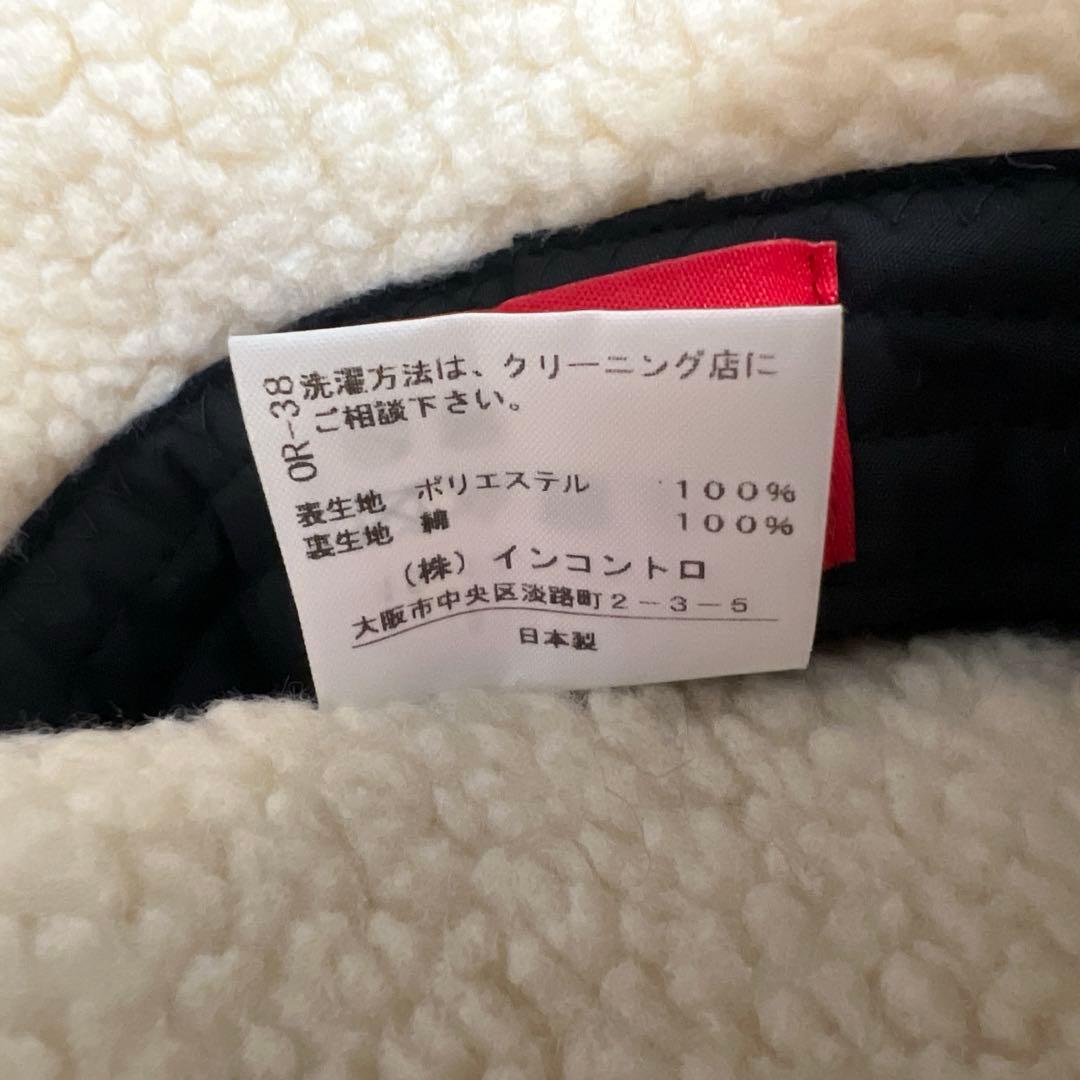 OR-38
洗濯方法は、クリーニング店に
ご相談下さい。
表生地 ポリエステル 100%
裏生地 綿 100%
（株）インコントロ
大阪市中央区淡路町2-3-5
日本製